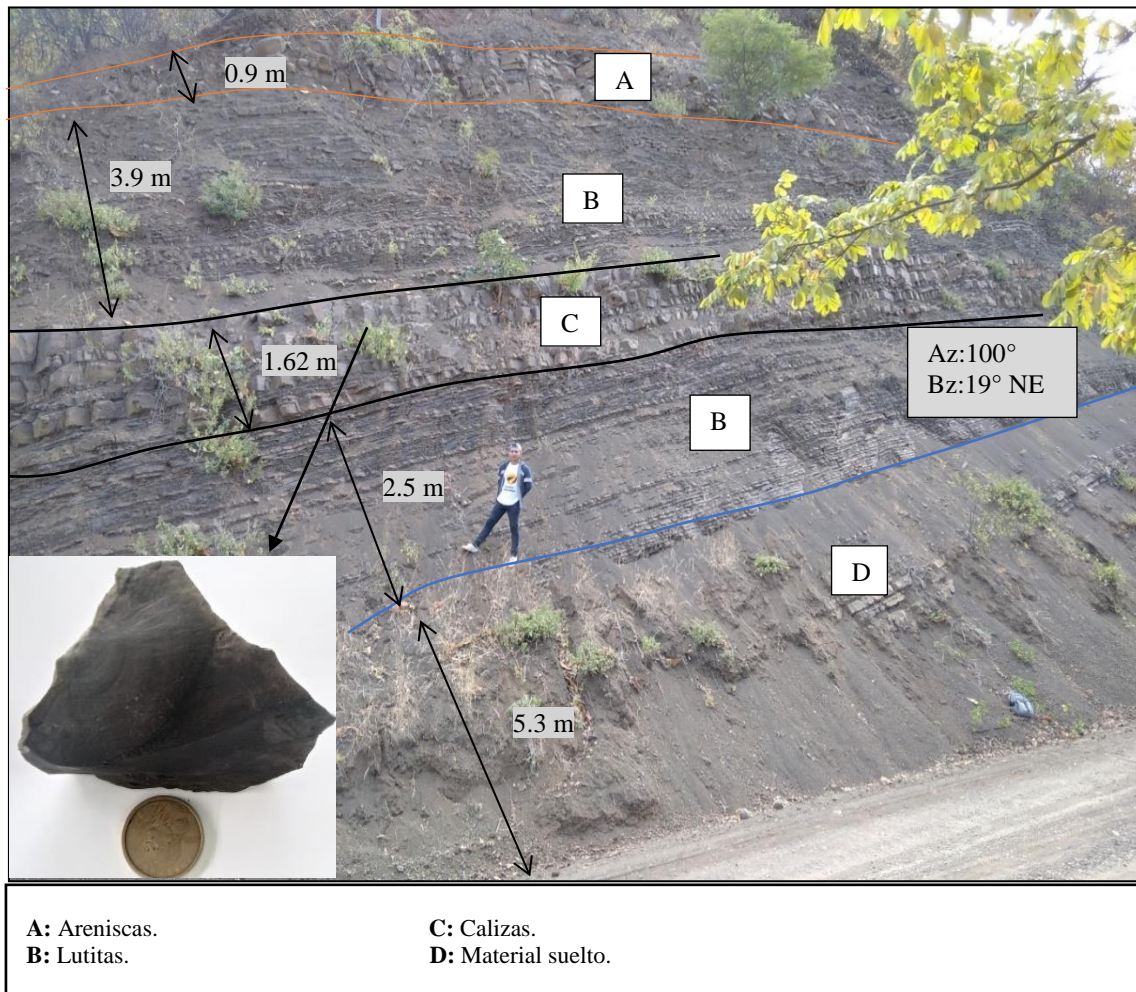 0.9 m
A
3.9 m
B
C
1.62 m
Az:100°
Bz:19° NE
B
2.5 m
D
5.3 m
A: Areniscas.
C: Calizas.
B: Lutitas.
D: Material suelto.